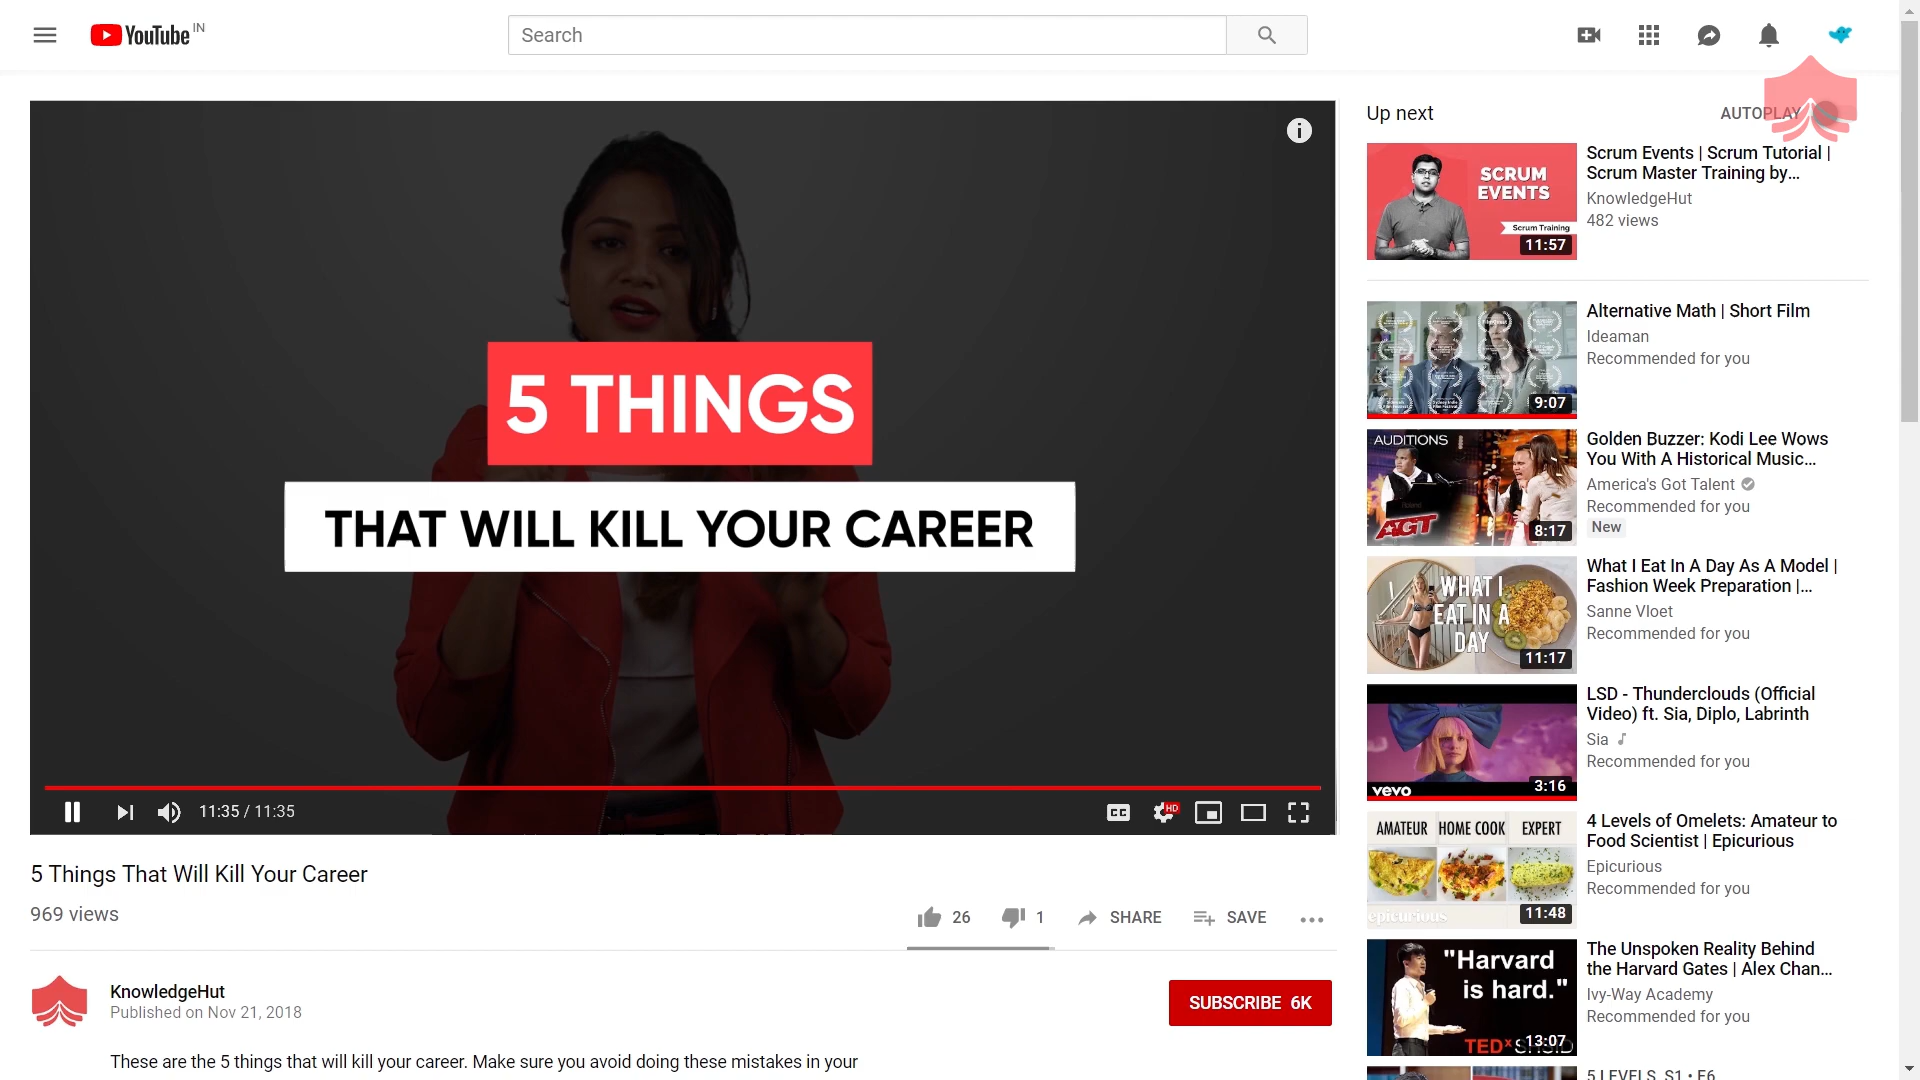 YouTube IN
Search
5 THINGS
THAT WILL KILL YOUR CAREER
CC
HD
11:35 / 11:35
5 Things That Will Kill Your Career
969 views
26
1
SHARE
SAVE
KnowledgeHut
Published on Nov 21, 2018
SUBSCRIBE 6K
These are the 5 things that will kill your career. Make sure you avoid doing these mistakes in your
Up next
AUTOPLAY
SCRUM
EVENTS
Scrum Training
11:57
Scrum Events | Scrum Tutorial |
Scrum Master Training by...
KnowledgeHut
482 views
9:07
Alternative Math | Short Film
Ideaman
Recommended for you
AUDITIONS
AGT
8:17
Golden Buzzer: Kodi Lee Wows
You With A Historical Music...
America's Got Talent
Recommended for you
New
WHAT I
EAT IN A
DAY
11:17
What I Eat In A Day As A Model |
Fashion Week Preparation |...
Sanne Vloet
Recommended for you
vevo
3:16
LSD - Thunderclouds (Official
Video) ft. Sia, Diplo, Labrinth
Sia
Recommended for you
AMATEUR HOME COOK EXPERT
epicurious
11:48
4 Levels of Omelets: Amateur to
Food Scientist | Epicurious
Epicurious
Recommended for you
"Harvard
is hard."
TEDx
13:07
The Unspoken Reality Behind
the Harvard Gates | Alex Chan...
Ivy-Way Academy
Recommended for you
5 LEVELS S1 • E6